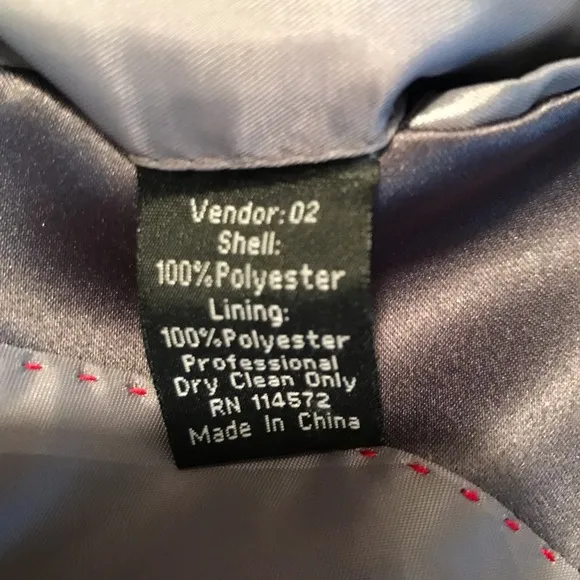 Vendor:02
Shell:
100%Polyester
Lining:
100%Polyester
Professional
Dry Clean Only
RN 114572
Made In China